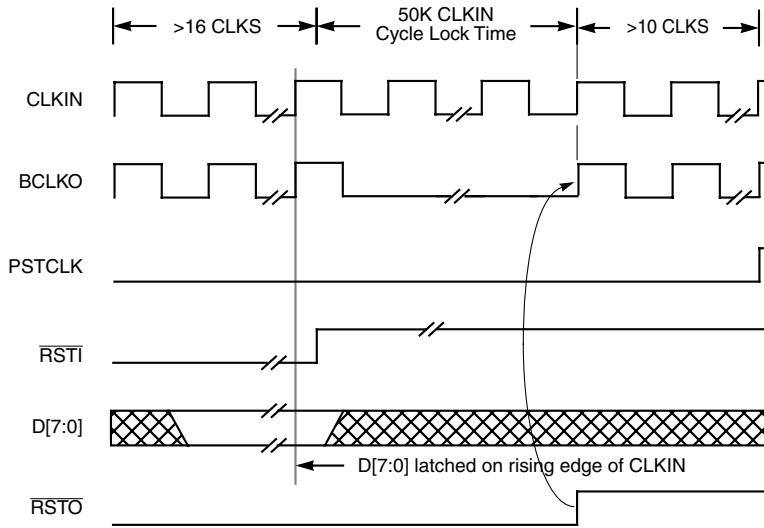 >16 CLKS
50K CLKIN
Cycle Lock Time
>10 CLKS
CLKIN
BCLKO
PSTCLK
RSTI
D[7:0]
D[7:0] latched on rising edge of CLKIN
RSTO